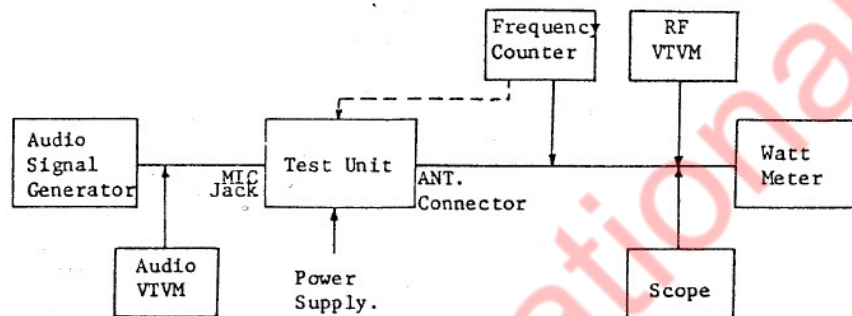 Frequency
Counter
RF
VTVM
Audio
Signal
Generator
MIC
Jack
Test Unit
ANT.
Connector
Watt
Meter
Audio
VTVM
Power
Supply.
Scope